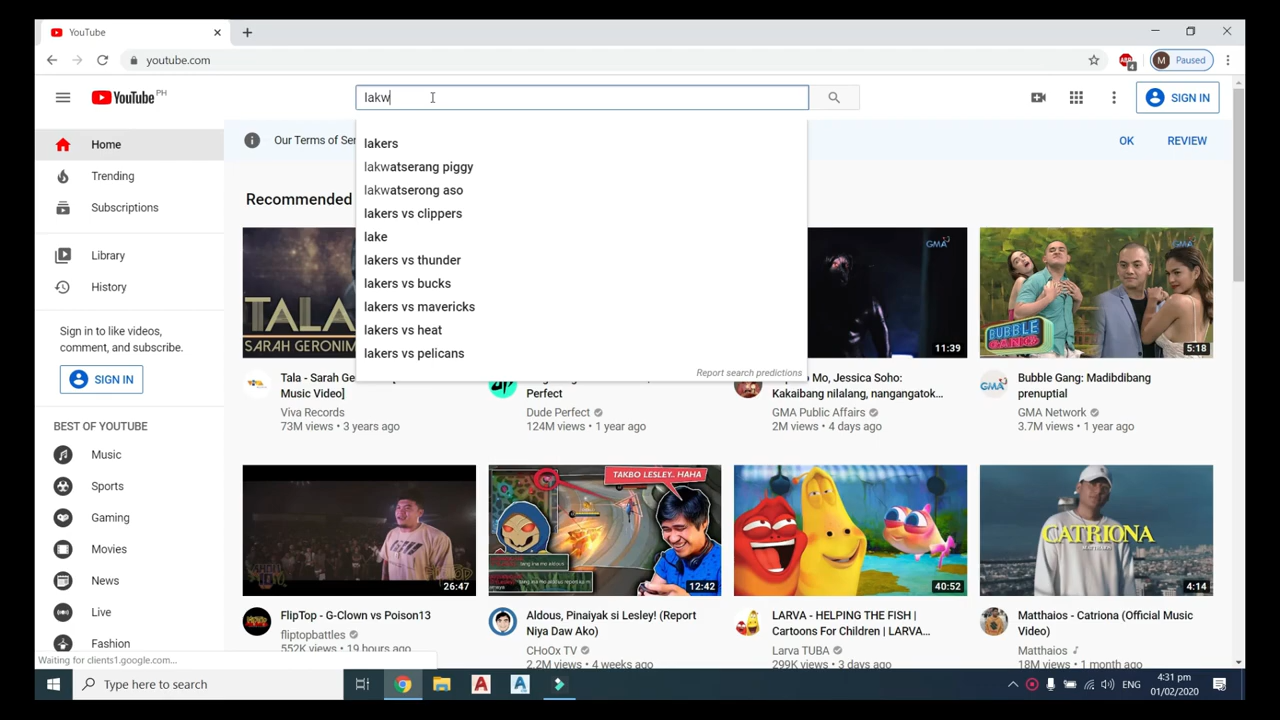 YouTube
youtube.com
ABP
4
M Paused
YouTube PH
lakw
SIGN IN
Home
Trending
Subscriptions
Library
History
Sign in to like videos,
comment, and subscribe.
SIGN IN
BEST OF YOUTUBE
Music
Sports
Gaming
Movies
News
Live
Fashion
Our Terms of Ser
OK
REVIEW
lakers
lakwatserang piggy
lakwatserong aso
lakers vs clippers
lake
lakers vs thunder
lakers vs bucks
lakers vs mavericks
lakers vs heat
lakers vs pelicans
Report search predictions
Recommended
TALA
SARAH GERONIM
GMA
11:39
BUBBLE
GANG
GMA
5:18
Tala - Sarah Ge
Music Video]
Viva Records
73M views • 3 years ago
Perfect
Dude Perfect
124M views • 1 year ago
Mo, Jessica Soho:
Kakaibang nilalang, nangangatok...
GMA Public Affairs
2M views • 4 days ago
GMA
Bubble Gang: Madibdibang
prenuptial
GMA Network
3.7M views • 1 year ago
26:47
TAKBO LESLEY.. HAHA
12:42
40:52
CATRIONA
MATTHAIOS
4:14
FlipTop - G-Clown vs Poison13
fliptopbattles
552K views • 19 hours ago
Aldous, Pinaiyak si Lesley! (Report
Niya Daw Ako)
CHoOx TV
2.2M views • 4 weeks ago
LARVA - HELPING THE FISH |
Cartoons For Children | LARVA...
Larva TUBA
299K views • 3 days ago
Matthaios - Catriona (Official Music
Video)
Matthaios
18M views • 1 month ago
Waiting for clients1.google.com...
Type here to search
ENG
4:31 pm
01/02/2020